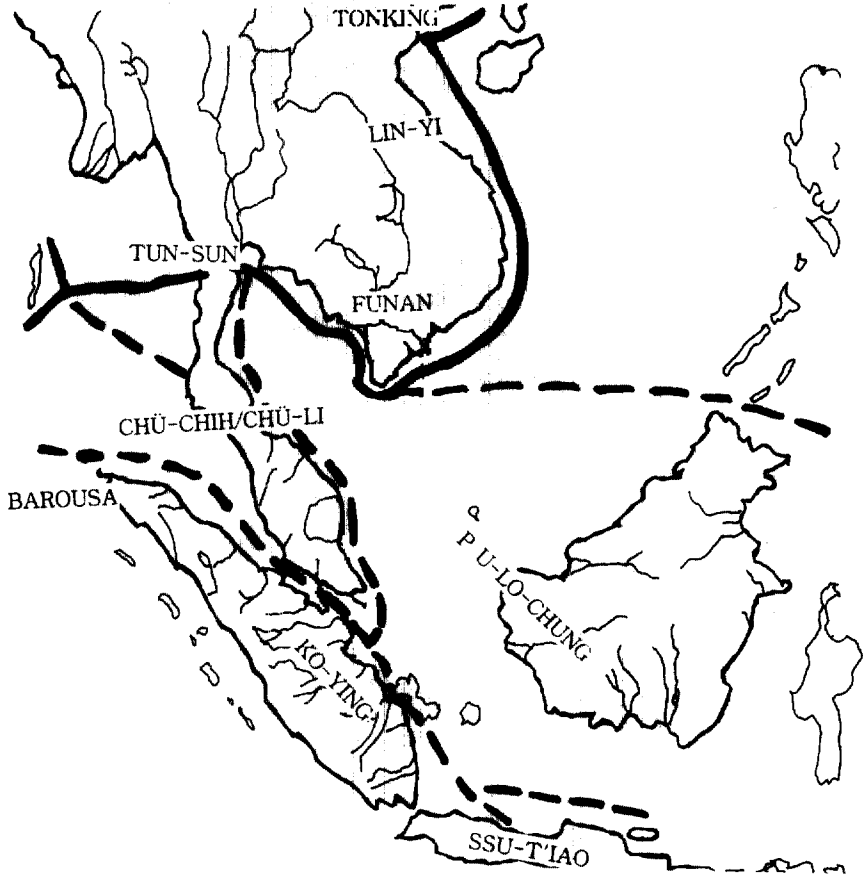 TONKING
LIN-YI
TUN-SUN
FUNAN
CHÜ-CHIH/CHÜ-LI
BAROUSA
P U-LO-CHUNG
KO-YING
SSU-T'IAO